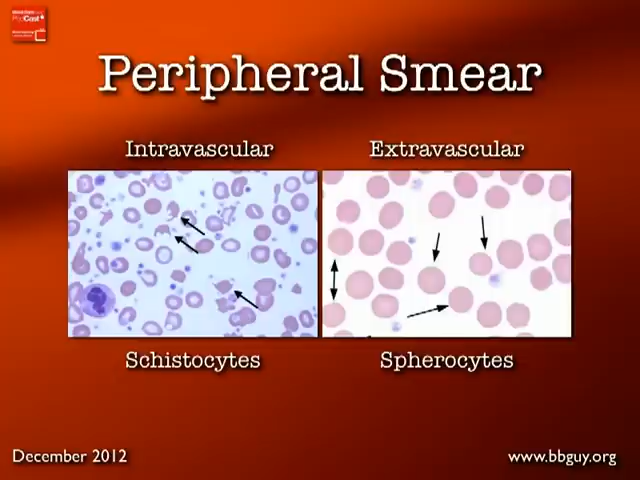 Peripheral Smear
Intravascular
Extravascular
Schistocytes
Spherocytes
December 2012
www.bbguy.org